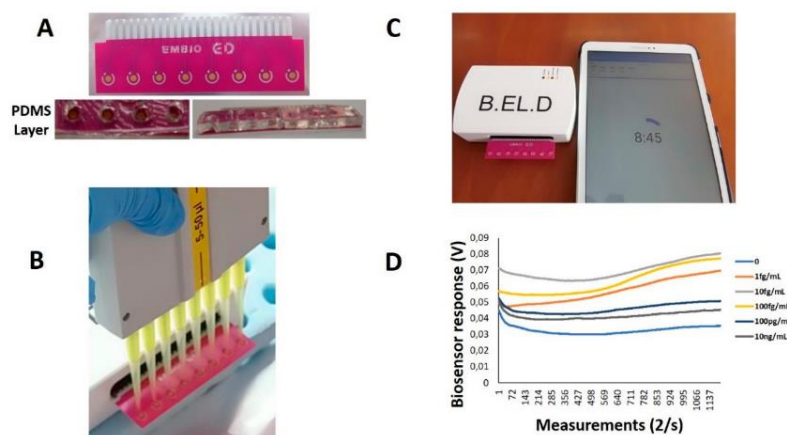 A
EMBIO
PDMS
Layer
B
5-50µl
C
B.EL.D
8:45
D
Biosensor response (V)
0,09
0,08
0,07
0,06
0,05
0,04
0,03
0,02
0,01
0
1
72
143
214
285
356
427
498
569
640
711
782
853
924
995
1066
1137
Measurements (2/s)
0
1fg/mL
10fg/mL
100fg/mL
100pg/mL
10ng/mL